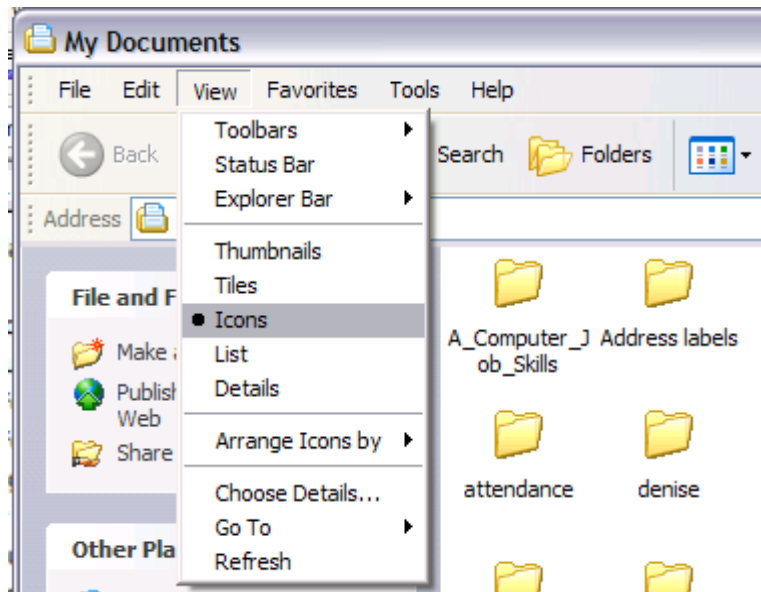 My Documents
File Edit View Favorites Tools Help
Back Search Folders
Address
Toolbars
Status Bar
Explorer Bar
Thumbnails
Tiles
Icons
List
Details
Arrange Icons by
Choose Details...
Go To
Refresh
File and F
Make
Publish
Web
Share
Other Pla
A_Computer_J
ob_Skills
Address labels
attendance
denise